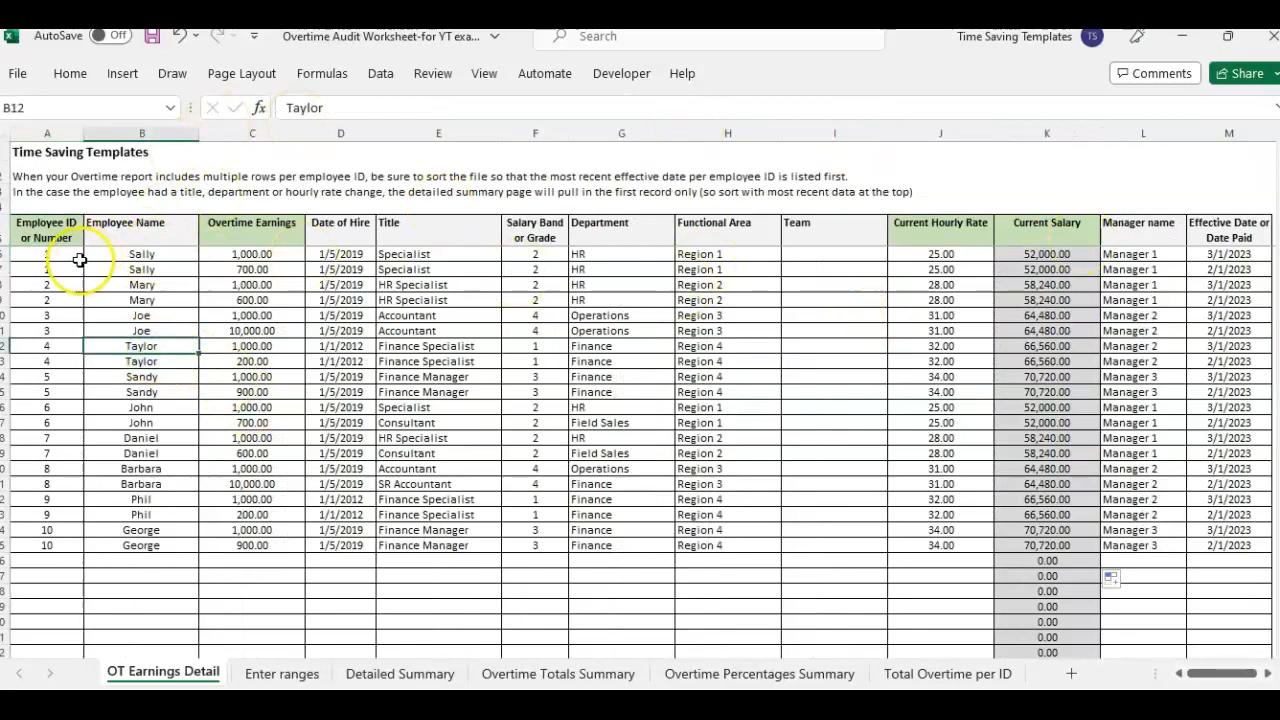 AutoSave Off Overtime Audit Worksheet-for YT exa... Search Time Saving Templates TS
File Home Insert Draw Page Layout Formulas Data Review View Automate Developer Help Comments Share
B12 fx Taylor
A B C D E F G H I J K L M
Time Saving Templates
When your Overtime report includes multiple rows per employee ID, be sure to sort the file so that the most recent effective date per employee ID is listed first.
In the case the employee had a title, department or hourly rate change, the detailed summary page will pull in the first record only (so sort with most recent data at the top)
Employee ID or Number Employee Name Overtime Earnings Date of Hire Title Salary Band or Grade Department Functional Area Team Current Hourly Rate Current Salary Manager name Effective Date or Date Paid
1 Sally 1,000.00 1/5/2019 Specialist 2 HR Region 1 25.00 52,000.00 Manager 1 3/1/2023
1 Sally 700.00 1/5/2019 Specialist 2 HR Region 1 25.00 52,000.00 Manager 1 2/1/2023
2 Mary 1,000.00 1/5/2019 HR Specialist 2 HR Region 2 28.00 58,240.00 Manager 1 3/1/2023
2 Mary 600.00 1/5/2019 HR Specialist 2 HR Region 2 28.00 58,240.00 Manager 1 2/1/2023
3 Joe 1,000.00 1/5/2019 Accountant 4 Operations Region 3 31.00 64,480.00 Manager 2 3/1/2023
3 Joe 10,000.00 1/5/2019 Accountant 4 Operations Region 3 31.00 64,480.00 Manager 2 2/1/2023
4 Taylor 1,000.00 1/1/2012 Finance Specialist 1 Finance Region 4 32.00 66,560.00 Manager 2 3/1/2023
4 Taylor 200.00 1/1/2012 Finance Specialist 1 Finance Region 4 32.00 66,560.00 Manager 2 2/1/2023
5 Sandy 1,000.00 1/5/2019 Finance Manager 3 Finance Region 4 34.00 70,720.00 Manager 3 3/1/2023
5 Sandy 900.00 1/5/2019 Finance Manager 3 Finance Region 4 34.00 70,720.00 Manager 3 2/1/2023
6 John 1,000.00 1/5/2019 Specialist 2 HR Region 1 25.00 52,000.00 Manager 1 3/1/2023
6 John 700.00 1/5/2019 Consultant 2 Field Sales Region 1 25.00 52,000.00 Manager 1 2/1/2023
7 Daniel 1,000.00 1/5/2019 HR Specialist 2 HR Region 2 28.00 58,240.00 Manager 1 3/1/2023
7 Daniel 600.00 1/5/2019 Consultant 2 Field Sales Region 2 28.00 58,240.00 Manager 1 2/1/2023
8 Barbara 1,000.00 1/5/2019 Accountant 4 Operations Region 3 31.00 64,480.00 Manager 2 3/1/2023
8 Barbara 10,000.00 1/5/2019 SR Accountant 4 Finance Region 3 31.00 64,480.00 Manager 2 2/1/2023
9 Phil 1,000.00 1/1/2012 Finance Specialist 1 Finance Region 4 32.00 66,560.00 Manager 2 3/1/2023
9 Phil 200.00 1/1/2012 Finance Specialist 1 Finance Region 4 32.00 66,560.00 Manager 2 2/1/2023
10 George 1,000.00 1/5/2019 Finance Manager 3 Finance Region 4 34.00 70,720.00 Manager 3 3/1/2023
10 George 900.00 1/5/2019 Finance Manager 3 Finance Region 4 34.00 70,720.00 Manager 3 2/1/2023
0.00
0.00
0.00
0.00
0.00
0.00
0.00
OT Earnings Detail Enter ranges Detailed Summary Overtime Totals Summary Overtime Percentages Summary Total Overtime per ID